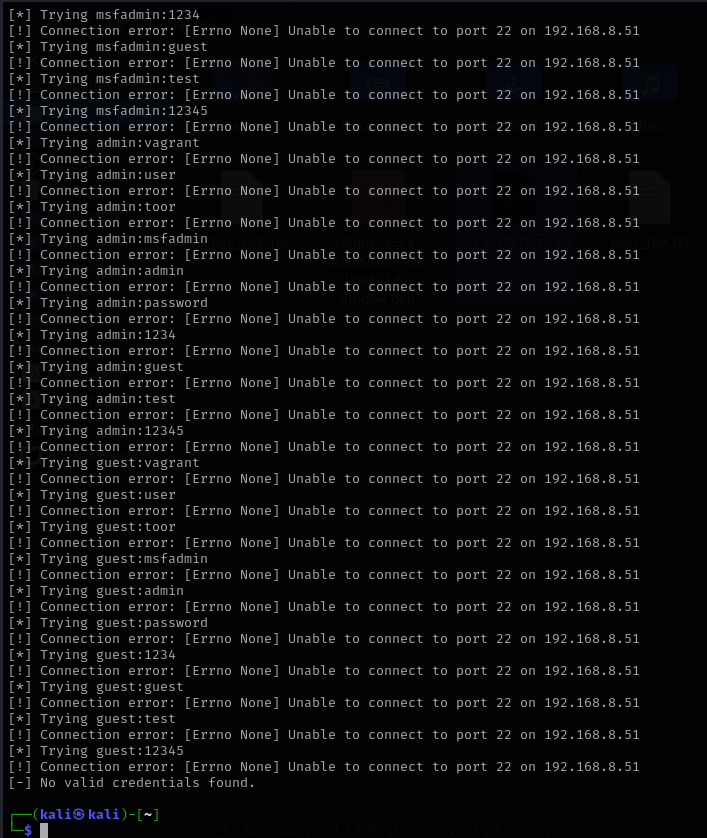 [*] Trying msfadmin:1234
[!] Connection error: [Errno None] Unable to connect to port 22 on 192.168.8.51
[*] Trying msfadmin:guest
[!] Connection error: [Errno None] Unable to connect to port 22 on 192.168.8.51
[*] Trying msfadmin:test
[!] Connection error: [Errno None] Unable to connect to port 22 on 192.168.8.51
[*] Trying msfadmin:12345
[!] Connection error: [Errno None] Unable to connect to port 22 on 192.168.8.51
[*] Trying admin:vagrant
[!] Connection error: [Errno None] Unable to connect to port 22 on 192.168.8.51
[*] Trying admin:user
[!] Connection error: [Errno None] Unable to connect to port 22 on 192.168.8.51
[*] Trying admin:toor
[!] Connection error: [Errno None] Unable to connect to port 22 on 192.168.8.51
[*] Trying admin:msfadmin
[!] Connection error: [Errno None] Unable to connect to port 22 on 192.168.8.51
[*] Trying admin:admin
[!] Connection error: [Errno None] Unable to connect to port 22 on 192.168.8.51
[*] Trying admin:password
[!] Connection error: [Errno None] Unable to connect to port 22 on 192.168.8.51
[*] Trying admin:1234
[!] Connection error: [Errno None] Unable to connect to port 22 on 192.168.8.51
[*] Trying admin:guest
[!] Connection error: [Errno None] Unable to connect to port 22 on 192.168.8.51
[*] Trying admin:test
[!] Connection error: [Errno None] Unable to connect to port 22 on 192.168.8.51
[*] Trying admin:12345
[!] Connection error: [Errno None] Unable to connect to port 22 on 192.168.8.51
[*] Trying guest:vagrant
[!] Connection error: [Errno None] Unable to connect to port 22 on 192.168.8.51
[*] Trying guest:user
[!] Connection error: [Errno None] Unable to connect to port 22 on 192.168.8.51
[*] Trying guest:toor
[!] Connection error: [Errno None] Unable to connect to port 22 on 192.168.8.51
[*] Trying guest:msfadmin
[!] Connection error: [Errno None] Unable to connect to port 22 on 192.168.8.51
[*] Trying guest:admin
[!] Connection error: [Errno None] Unable to connect to port 22 on 192.168.8.51
[*] Trying guest:password
[!] Connection error: [Errno None] Unable to connect to port 22 on 192.168.8.51
[*] Trying guest:1234
[!] Connection error: [Errno None] Unable to connect to port 22 on 192.168.8.51
[*] Trying guest:guest
[!] Connection error: [Errno None] Unable to connect to port 22 on 192.168.8.51
[*] Trying guest:test
[!] Connection error: [Errno None] Unable to connect to port 22 on 192.168.8.51
[*] Trying guest:12345
[!] Connection error: [Errno None] Unable to connect to port 22 on 192.168.8.51
[-] No valid credentials found.
┌──(kali㉿kali)-[~]
└─$
user_file.txt